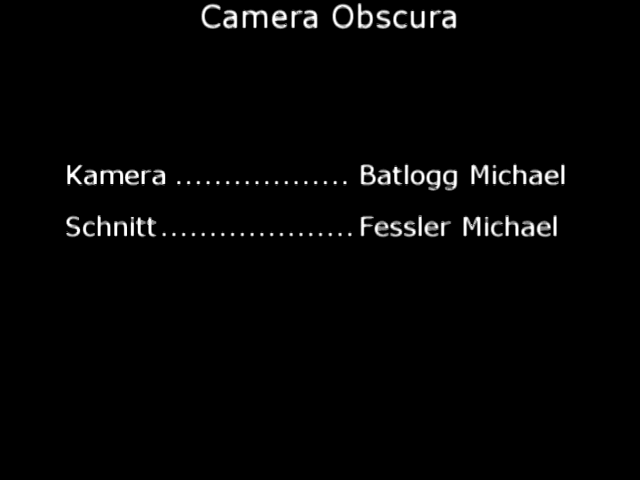 Camera Obscura
Kamera .................. Batlogg Michael
Schnitt .................... Fessler Michael